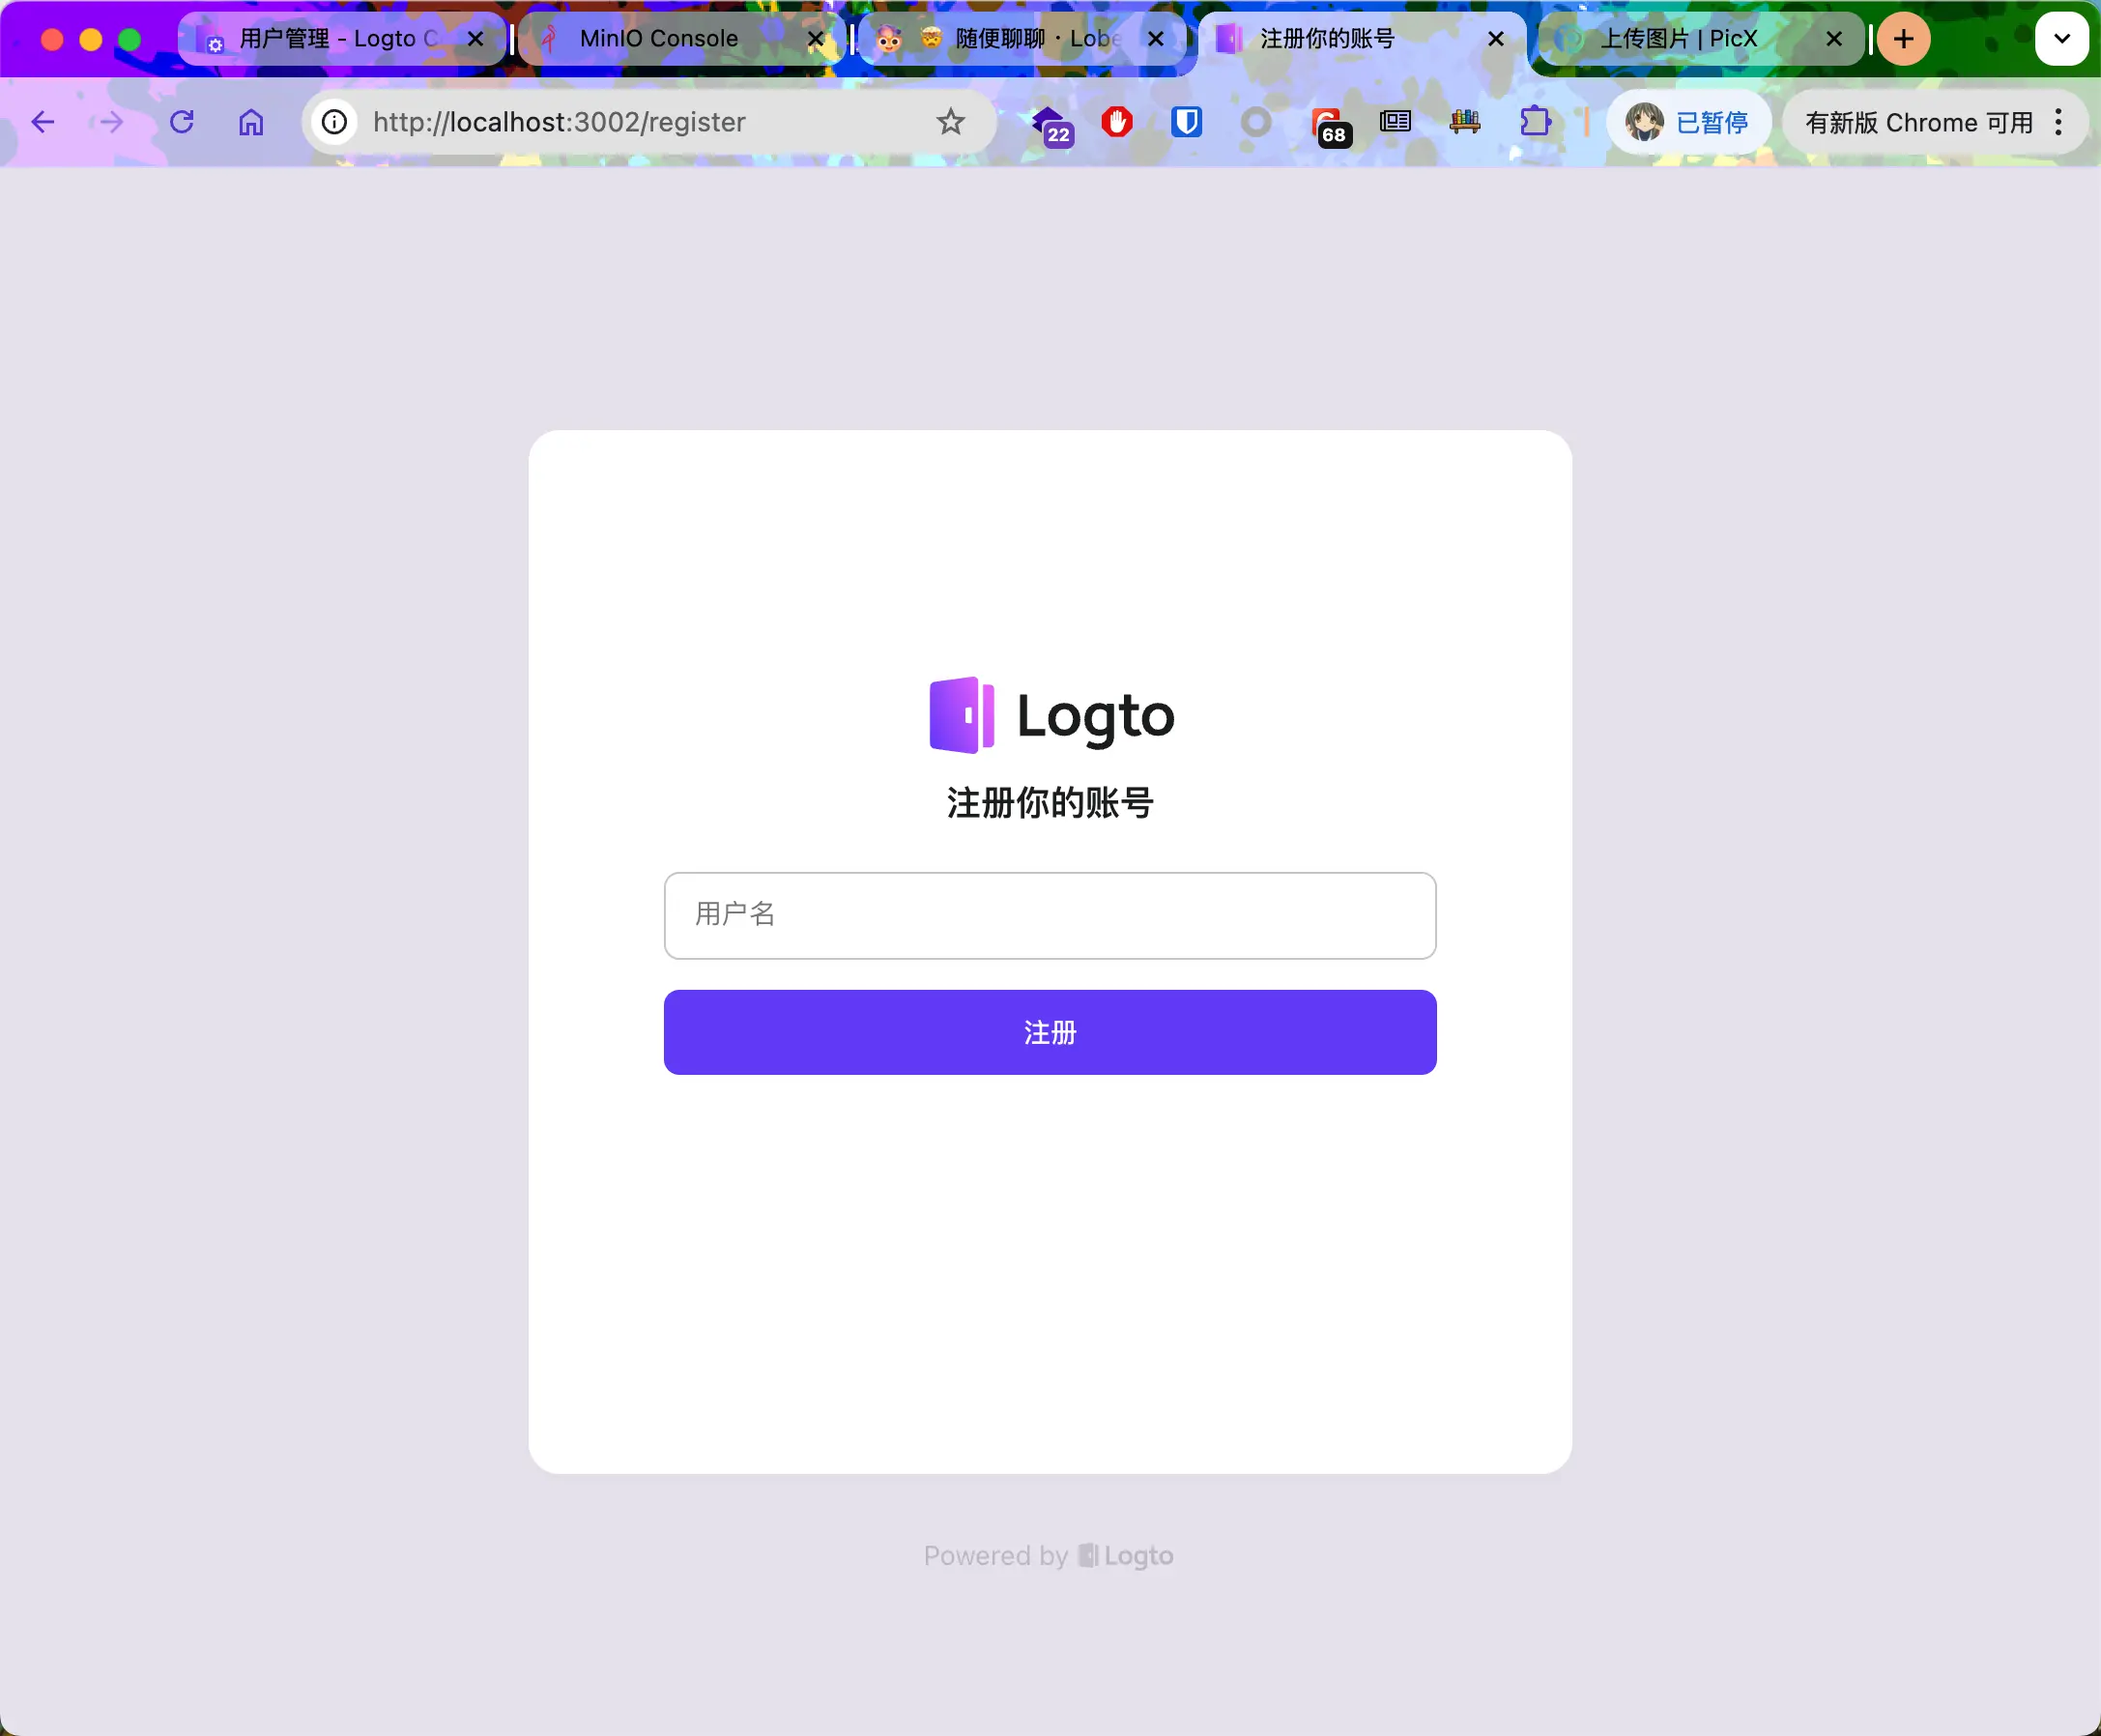 用户管理 - Logto C
MinIO Console
随便聊聊 · Lobe
注册你的账号
上传图片 | PicX
http://localhost:3002/register
22
68
已暂停
有新版 Chrome 可用
Logto
注册你的账号
用户名
注册
Powered by Logto